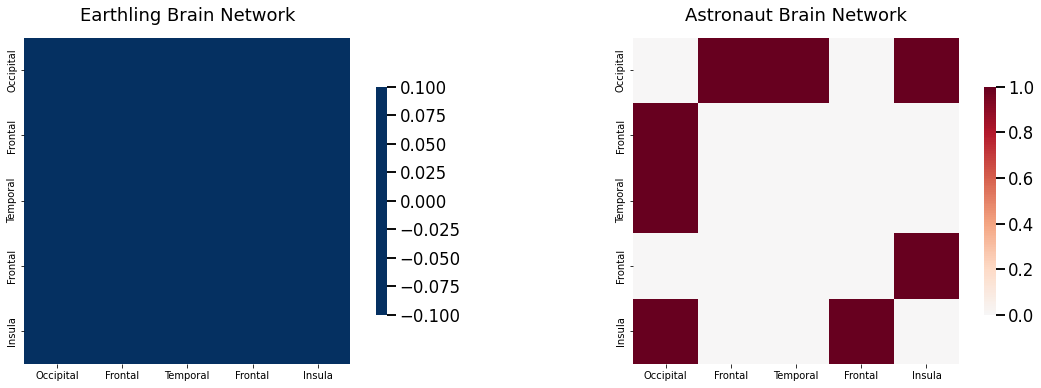 Earthling Brain Network
Astronaut Brain Network
Occipital
Frontal
Temporal
Frontal
Insula
Occipital
Frontal
Temporal
Frontal
Insula
0.100
0.075
0.050
0.025
0.000
−0.025
−0.050
−0.075
−0.100
Occipital
Frontal
Temporal
Frontal
Insula
Occipital
Frontal
Temporal
Frontal
Insula
1.0
0.8
0.6
0.4
0.2
0.0